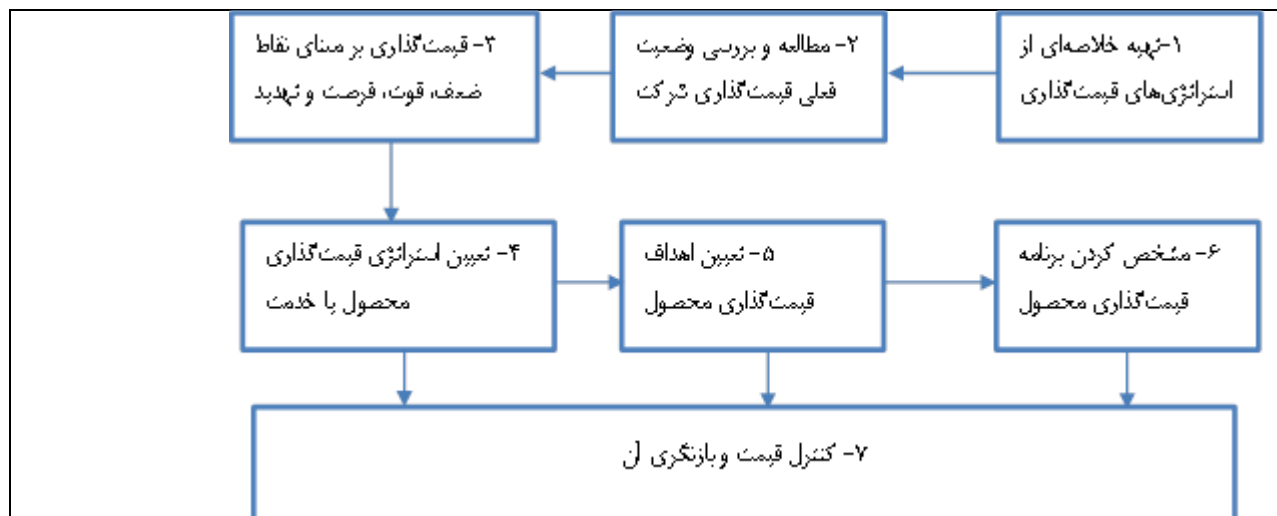 ۱-تهیه خلاصه‌ای از
استراتژی‌های قیمت‌گذاری
۲- مطالعه و بررسی وضعیت
فعلی قیمت‌گذاری شرکت
۳- قیمت‌گذاری بر مبنای نقاط
ضعف، قوت، فرصت و تهدید
۴- تعیین استراتژی قیمت‌گذاری
محصول یا خدمت
۵- تعیین اهداف
قیمت‌گذاری محصول
۶- مشخص کردن برنامه
قیمت‌گذاری محصول
۷- کنترل قیمت و بازنگری آن